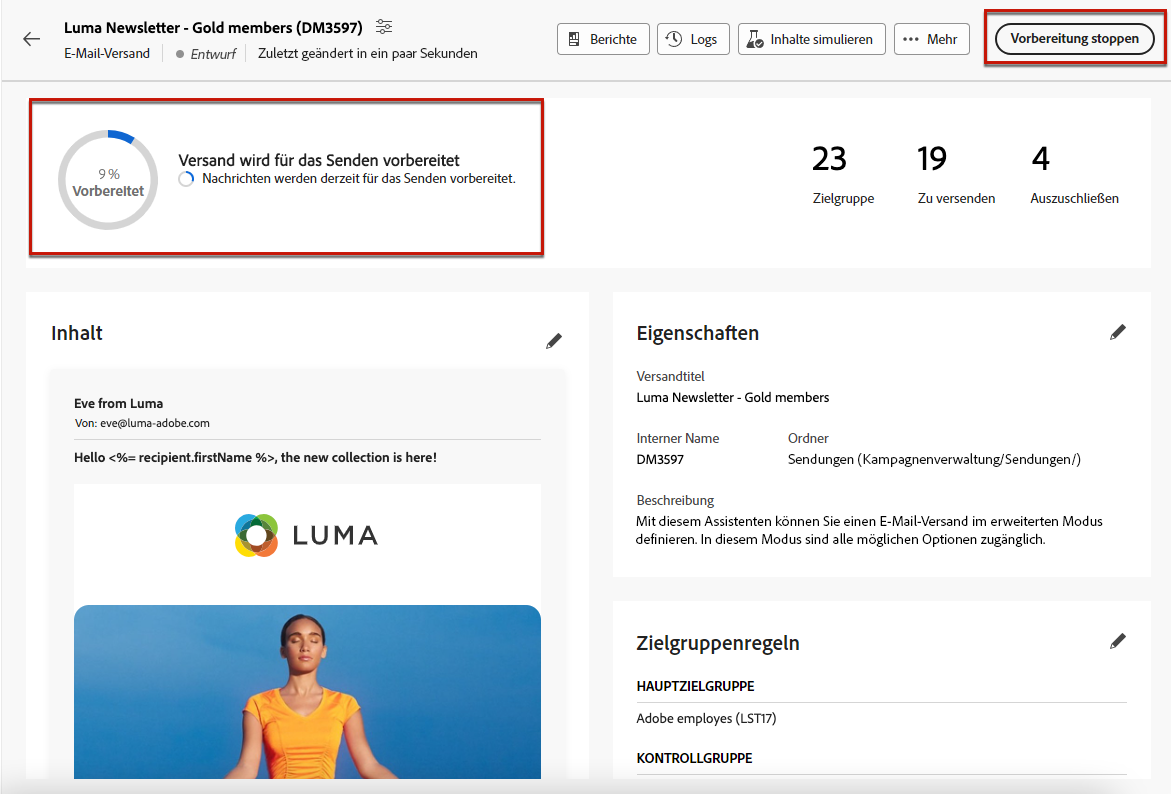 Luma Newsletter - Gold members (DM3597)
E-Mail-Versand
Entwurf
Zuletzt geändert in ein paar Sekunden
Berichte
Logs
Inhalte simulieren
Mehr
Vorbereitung stoppen
9 %
Vorbereitet
Versand wird für das Senden vorbereitet
Nachrichten werden derzeit für das Senden vorbereitet.
23
Zielgruppe
19
Zu versenden
4
Auszuschließen
Inhalt
Eve from Luma
Von: eve@luma-adobe.com
Hello <%= recipient.firstName %>, the new collection is here!
LUMA
Eigenschaften
Versandtitel
Luma Newsletter - Gold members
Interner Name
DM3597
Ordner
Sendungen (Kampagnenverwaltung/Sendungen/)
Beschreibung
Mit diesem Assistenten können Sie einen E-Mail-Versand im erweiterten Modus
definieren. In diesem Modus sind alle möglichen Optionen zugänglich.
Zielgruppenregeln
HAUPTZIELGRUPPE
Adobe employes (LST17)
KONTROLLGRUPPE